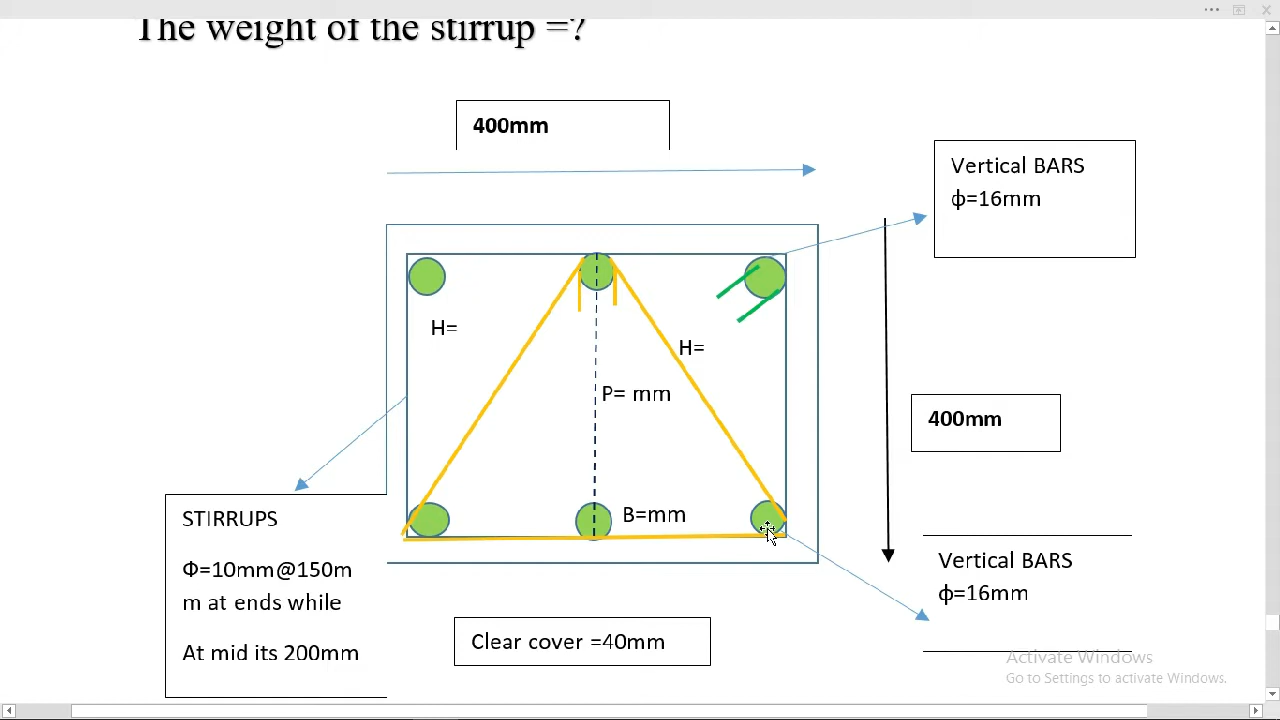 The weight of the stirrup =?
400mm
Vertical BARS
ϕ=16mm
H=
H=
P= mm
400mm
B=mm
STIRRUPS
Φ=10mm@150m
m at ends while
At mid its 200mm
Vertical BARS
ϕ=16mm
Clear cover =40mm
Activate Windows
Go to Settings to activate Windows.